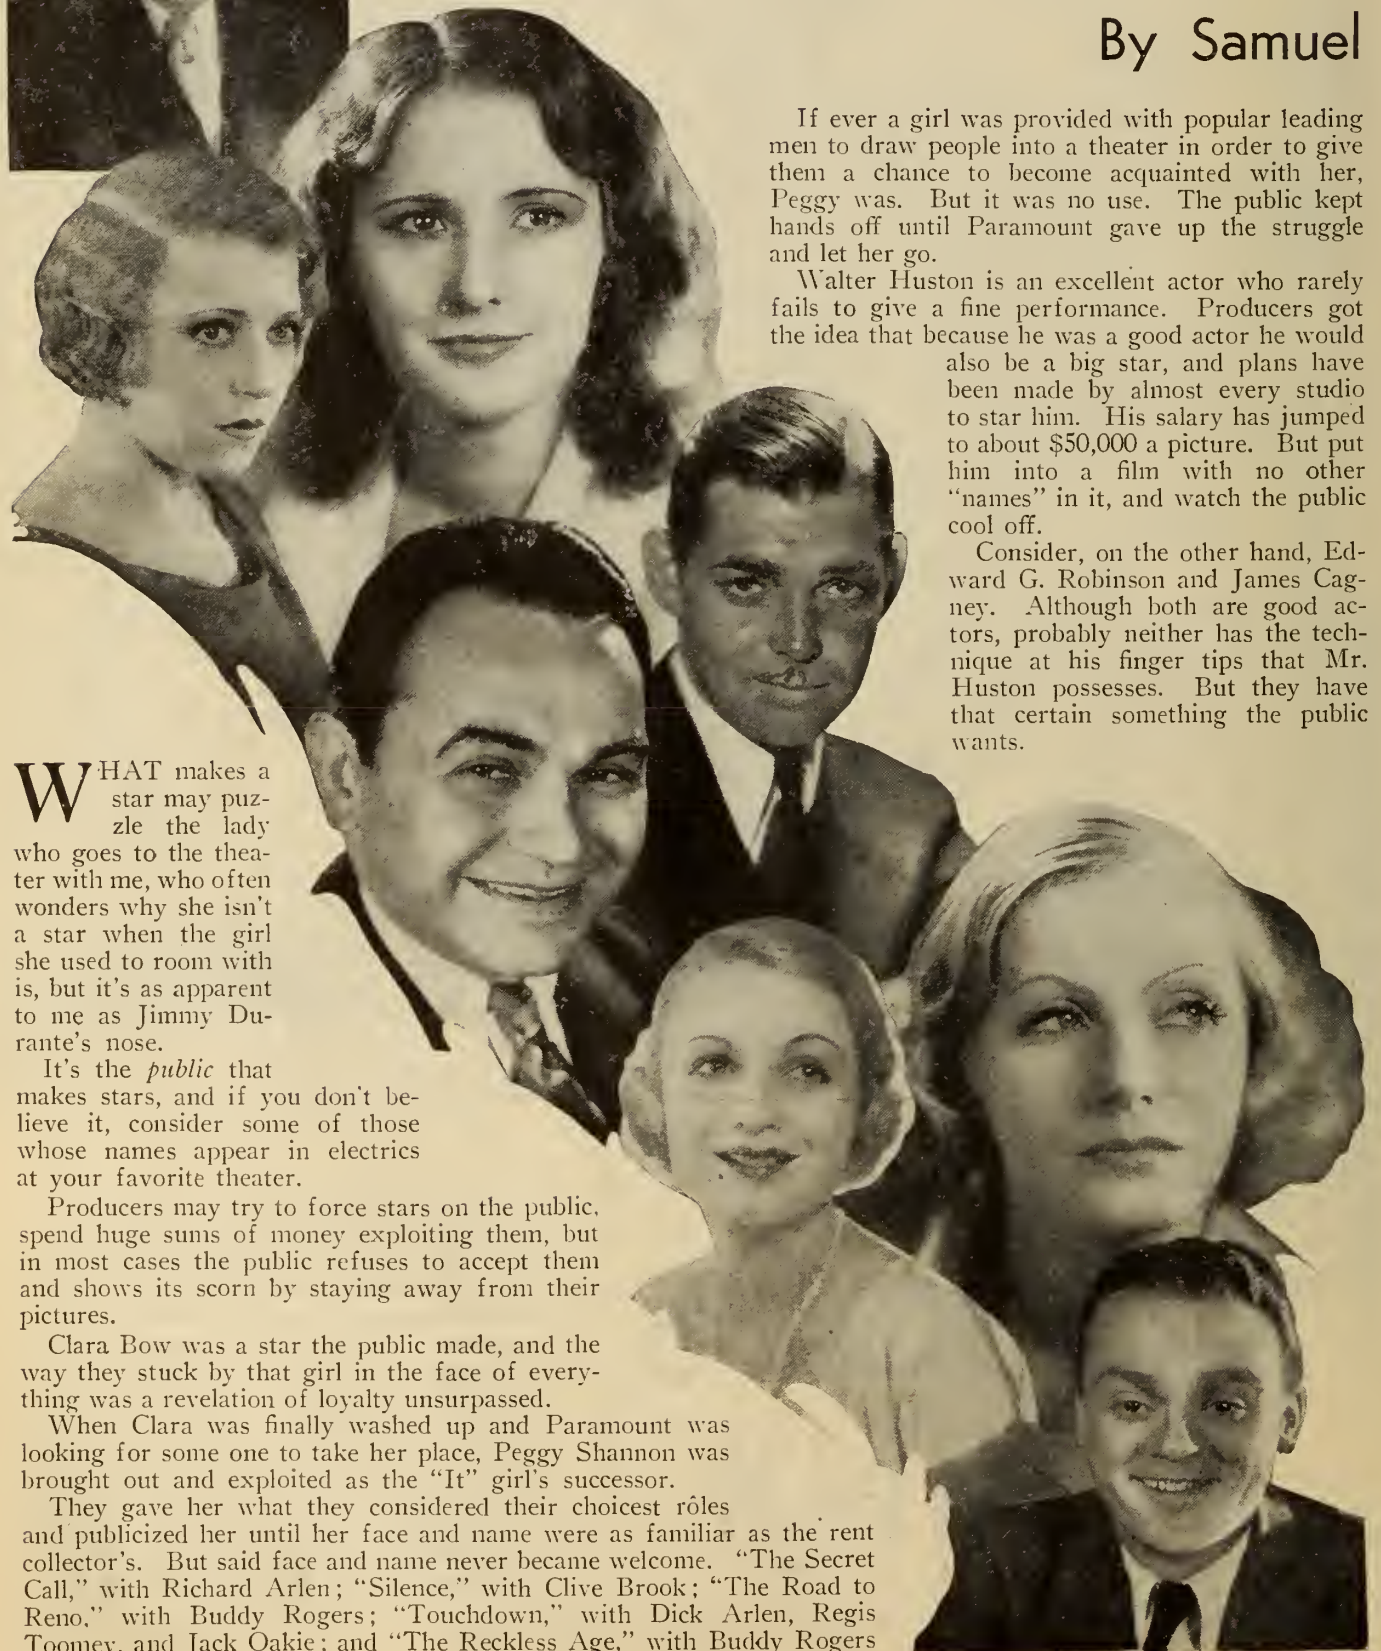 By Samuel
WHAT makes a
star may puz-
zle the lady
who goes to the thea-
ter with me, who often
wonders why she isn't
a star when the girl
she used to room with
is, but it's as apparent
to me as Jimmy Du-
rante's nose.
It's the public that
makes stars, and if you don't be-
lieve it, consider some of those
whose names appear in electrics
at your favorite theater.
Producers may try to force stars on the public,
spend huge sums of money exploiting them, but
in most cases the public refuses to accept them
and shows its scorn by staying away from their
pictures.
Clara Bow was a star the public made, and the
way they stuck by that girl in the face of every-
thing was a revelation of loyalty unsurpassed.
When Clara was finally washed up and Paramount was
looking for some one to take her place, Peggy Shannon was
brought out and exploited as the "It" girl's successor.
They gave her what they considered their choicest rôles
and publicized her until her face and name were as familiar as the rent
collector's. But said face and name never became welcome. "The Secret
Call," with Richard Arlen; "Silence," with Clive Brook; "The Road to
Reno," with Buddy Rogers; "Touchdown," with Dick Arlen, Regis
Toomey, and Jack Oakie; and "The Reckless Age," with Buddy Rogers
If ever a girl was provided with popular leading
men to draw people into a theater in order to give
them a chance to become acquainted with her,
Peggy was. But it was no use. The public kept
hands off until Paramount gave up the struggle
and let her go.
Walter Huston is an excellent actor who rarely
fails to give a fine performance. Producers got
the idea that because he was a good actor he would
also be a big star, and plans have
been made by almost every studio
to star him. His salary has jumped
to about $50,000 a picture. But put
him into a film with no other
"names" in it, and watch the public
cool off.
Consider, on the other hand, Ed-
ward G. Robinson and James Cag-
ney. Although both are good ac-
tors, probably neither has the tech-
nique at his finger tips that Mr.
Huston possesses. But they have
that certain something the public
wants.